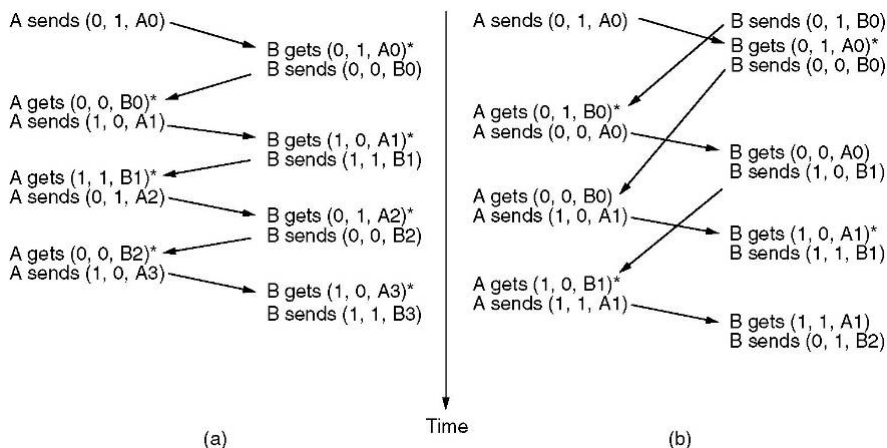 A sends (0, 1, A0)
B gets (0, 1, A0)*
B sends (0, 0, B0)
A gets (0, 0, B0)*
A sends (1, 0, A1)
B gets (1, 0, A1)*
B sends (1, 1, B1)
A gets (1, 1, B1)*
A sends (0, 1, A2)
B gets (0, 1, A2)*
B sends (0, 0, B2)
A gets (0, 0, B2)*
A sends (1, 0, A3)
B gets (1, 0, A3)*
B sends (1, 1, B3)
(a)
Time
A sends (0, 1, A0)
B sends (0, 1, B0)
B gets (0, 1, A0)*
B sends (0, 0, B0)
A gets (0, 1, B0)*
A sends (0, 0, A0)
B gets (0, 0, A0)
B sends (1, 0, B1)
A gets (0, 0, B0)
A sends (1, 0, A1)
B gets (1, 0, A1)*
B sends (1, 1, B1)
A gets (1, 0, B1)*
A sends (1, 1, A1)
B gets (1, 1, A1)
B sends (0, 1, B2)
(b)